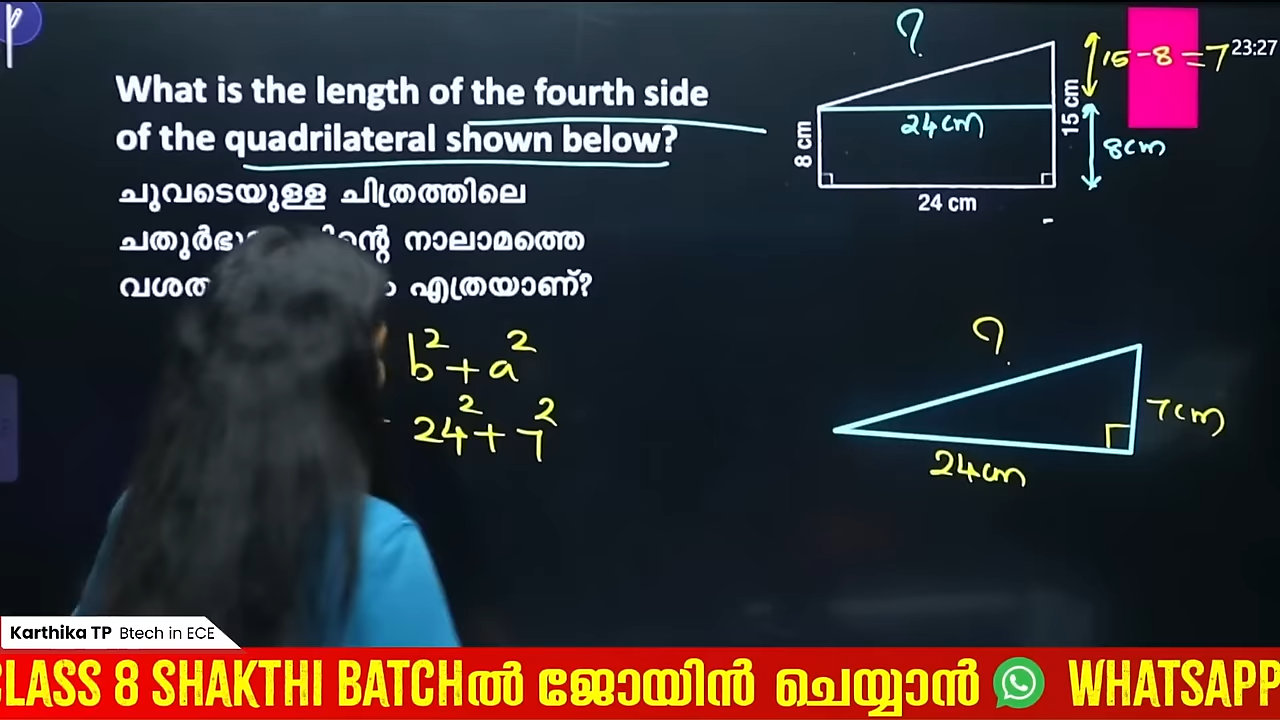 What is the length of the fourth side
of the quadrilateral shown below?
ചുവടെയുള്ള ചിത്രത്തിലെ
നാലാമത്തെ
എത്രയാണ്?
b² + a²
24² + 7²
?
24cm
8 cm
24 cm
15 cm
15 - 8 = 7
8cm
23:27
?
7cm
24cm
Karthika TP Btech in ECE
CLASS 8 SHAKTHI BATCHൽ ജോയിൻ ചെയ്യാൻ WHATSAPP